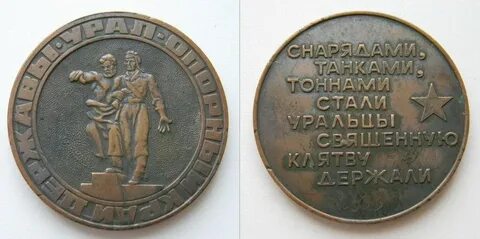 УРАЛ·ОПОРНЫЙ КРАЙ ДЕРЖАВЫ·
СНАРЯДАМИ,
ТАНКАМИ,
ТОННАМИ
СТАЛИ
УРАЛЬЦЫ
СВЯЩЕННУЮ
КЛЯТВУ
ДЕРЖАЛИ